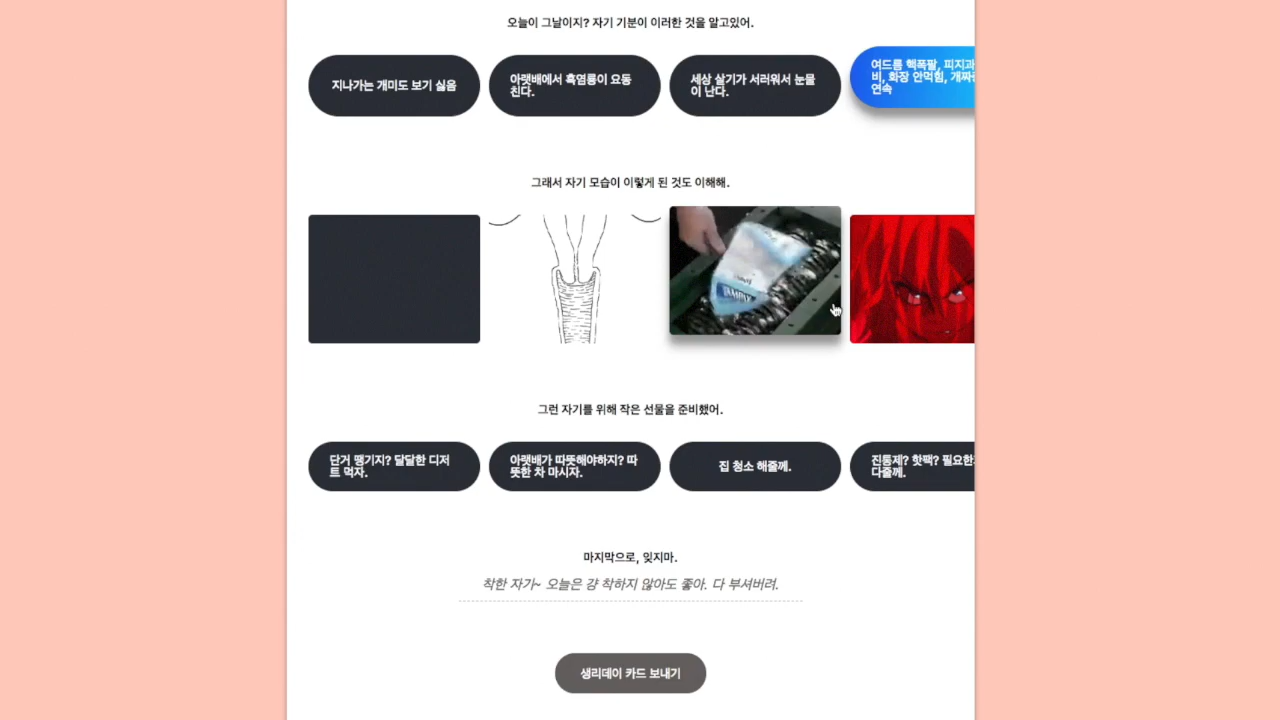 오늘이 그날이지? 자기 기분이 이러한 것을 알고있어.
지나가는 개미도 보기 싫음
아랫배에서 흑염룡이 요동
친다.
세상 살기가 서러워서 눈물
이 난다.
여드름 핵폭팔, 피지과
비, 화장 안먹힘,
연속
그래서 자기 모습이 이렇게 된 것도 이해해.
그런 자기를 위해 작은 선물을 준비했어.
단거 땡기지? 달달한 디저
트 먹자.
아랫배가 따뜻해야하지? 따
뜻한 차 마시자.
집 청소 해줄께.
진통제? 핫팩? 필요한
다줄께.
마지막으로, 잊지마.
착한 자기~ 오늘은 걍 착하지 않아도 좋아. 다 부셔버려.
생리데이 카드 보내기